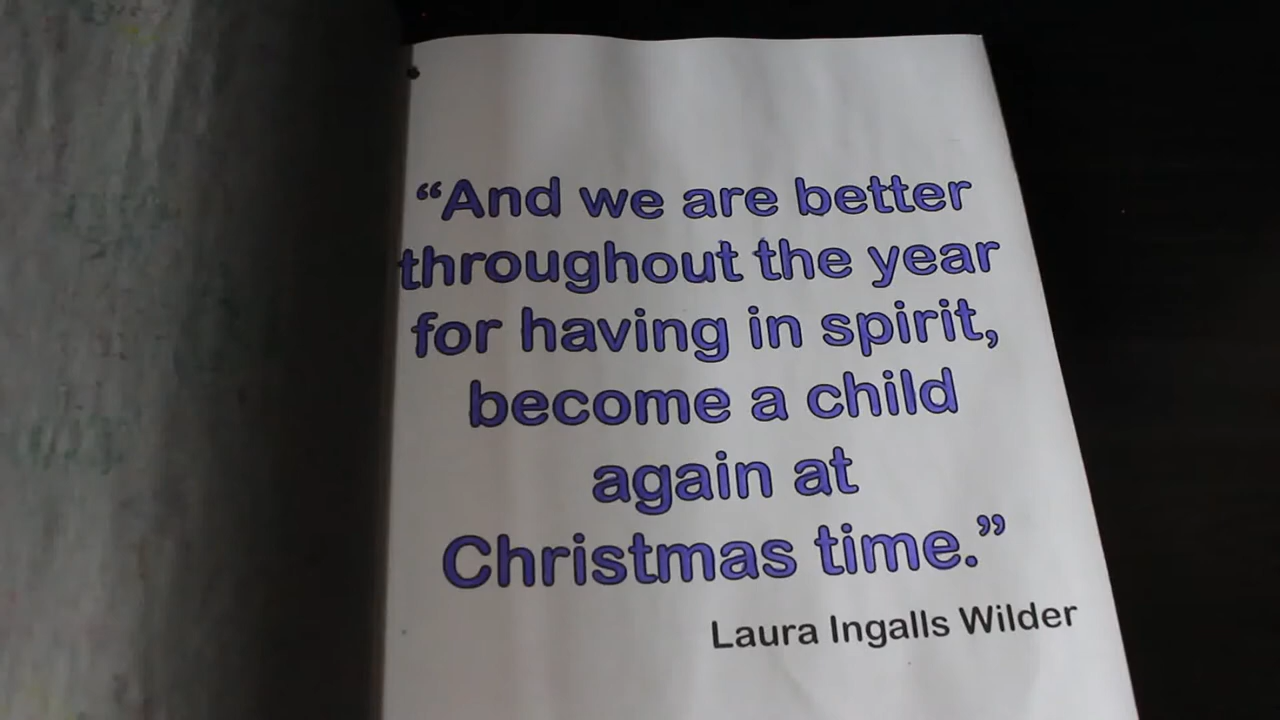 “And we are better
throughout the year
for having in spirit,
become a child
again at
Christmas time.”
Laura Ingalls Wilder